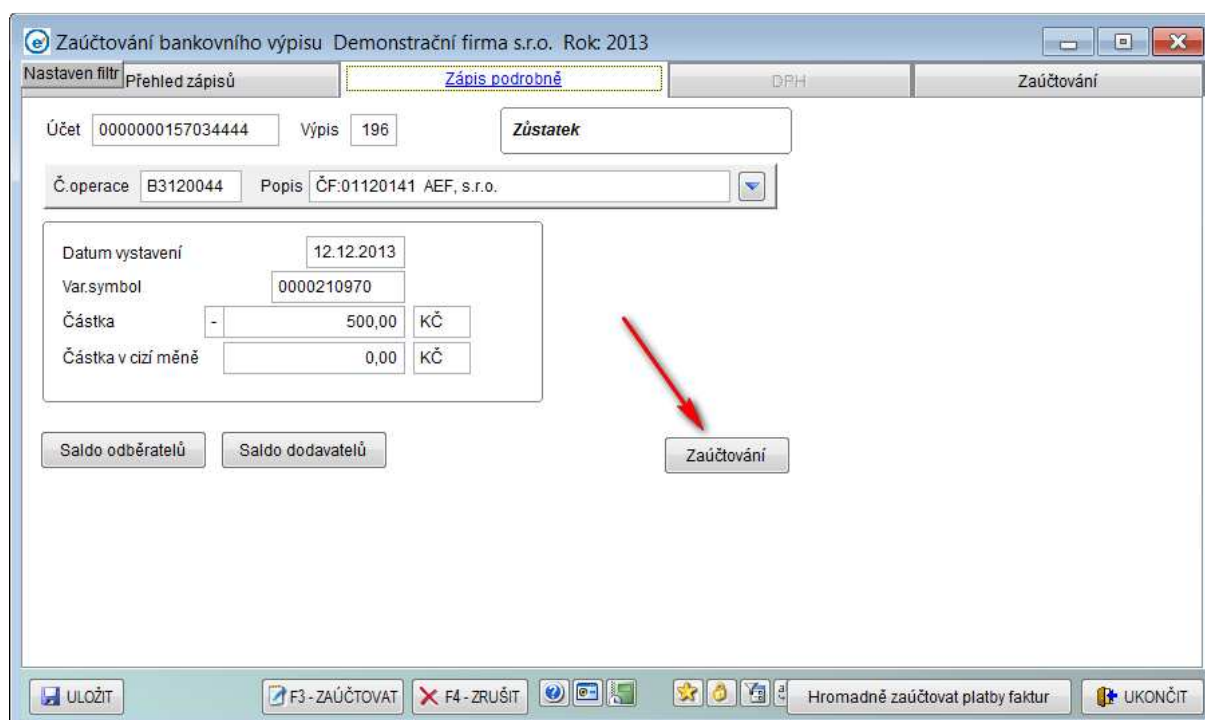 Zaúčtování bankovního výpisu Demonstrační firma s.r.o. Rok: 2013
Nastaven filtr Přehled zápisů Zápis podrobně DPH Zaúčtování
Účet 0000000157034444 Výpis 196 Zůstatek
Č.operace B3120044 Popis ČF:01120141 AEF, s.r.o.
Datum vystavení 12.12.2013
Var.symbol 0000210970
Částka - 500,00 KČ
Částka v cizí měně 0,00 KČ
Saldo odběratelů Saldo dodavatelů Zaúčtování
ULOŽIT F3 - ZAÚČTOVAT F4 - ZRUŠIT Hromadně zaúčtovat platby faktur UKONČIT